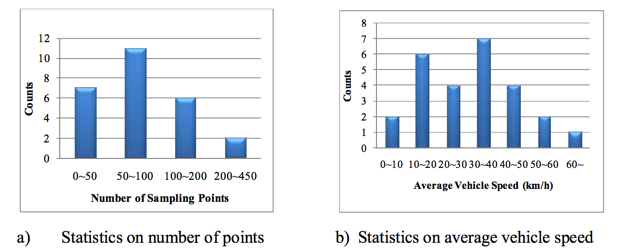 12
10
8
6
4
2
0
Counts
0~50 50~100 100~200 200~450
Number of Sampling Points
a) Statistics on number of points
8
7
6
5
4
3
2
1
0
Counts
0~10 10~20 20~30 30~40 40~50 50~60 60~
Average Vehicle Speed (km/h)
b) Statistics on average vehicle speed